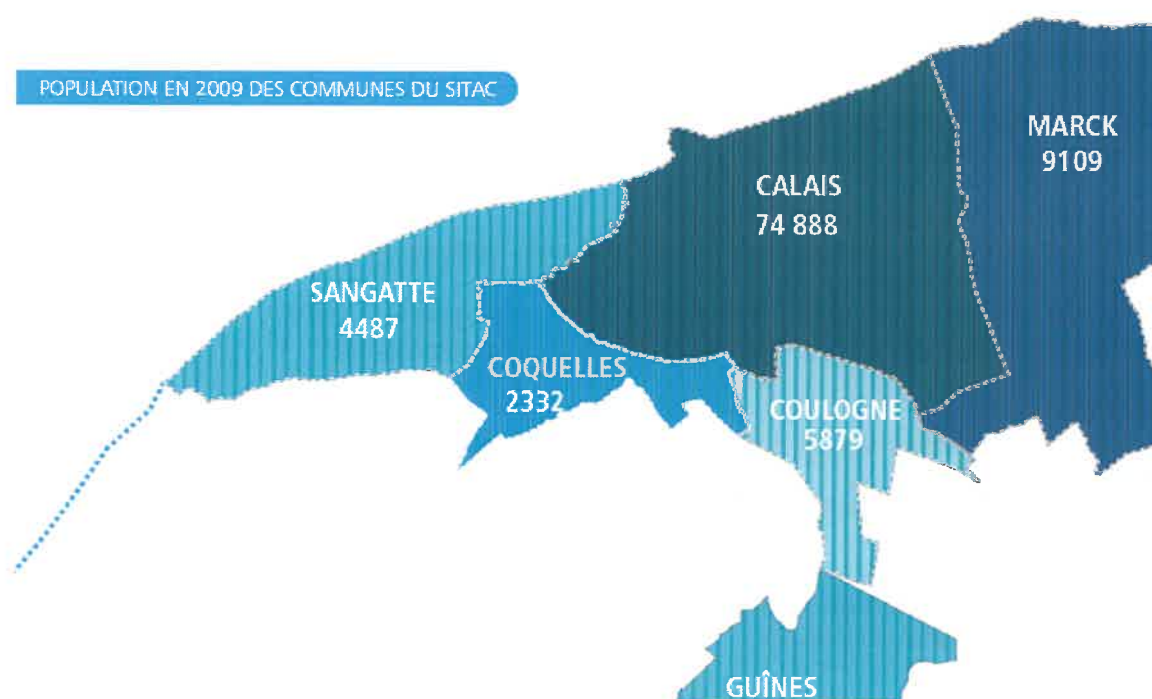 POPULATION EN 2009 DES COMMUNES DU SITAC
MARCK
9109
CALAIS
74 888
SANGATTE
4487
COQUELLES
2332
COULOGNE
5879
GUÎNES